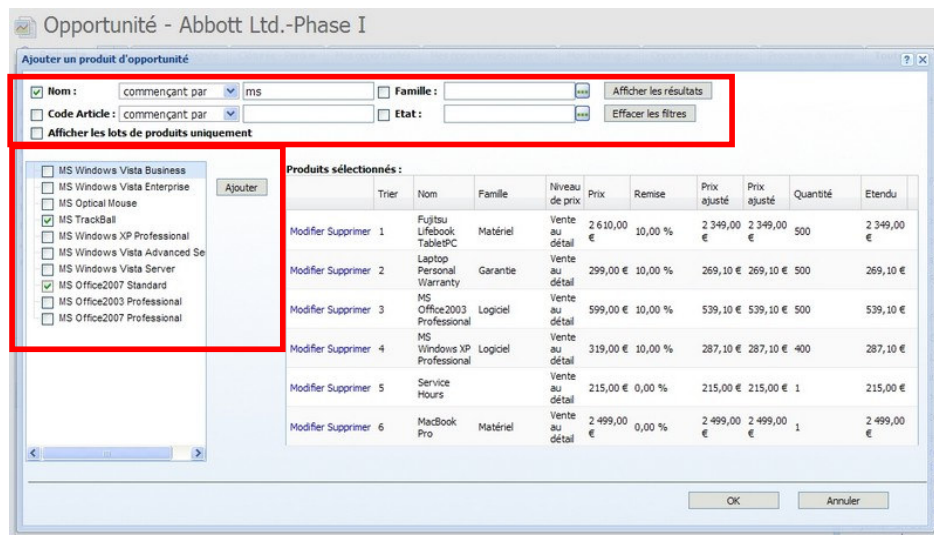 Opportunité - Abbott Ltd.-Phase I
Ajouter un produit d'opportunité
Nom : commençant par ms Famille : Afficher les résultats
Code Article : commençant par Etat : Effacer les filtres
Afficher les lots de produits uniquement
MS Windows Vista Business
MS Windows Vista Enterprise
MS Optical Mouse
MS TrackBall
MS Windows XP Professional
MS Windows Vista Advanced Se
MS Windows Vista Server
MS Office2007 Standard
MS Office2003 Professional
MS Office2007 Professional
Ajouter
Produits sélectionnés :
Trier Nom Famille Niveau de prix Prix Remise Prix ajusté Prix ajusté Quantité Etendu
Modifier Supprimer 1 Fujitsu Lifebook TabletPC Matériel Vente au détail 2 610,00 € 10,00 % 2 349,00 € 2 349,00 € 500 2 349,00 €
Modifier Supprimer 2 Laptop Personal Warranty Garantie Vente au détail 299,00 € 10,00 % 269,10 € 269,10 € 500 269,10 €
Modifier Supprimer 3 MS Office2003 Professional Logiciel Vente au détail 599,00 € 10,00 % 539,10 € 539,10 € 500 539,10 €
Modifier Supprimer 4 MS Windows XP Professional Logiciel Vente au détail 319,00 € 10,00 % 287,10 € 287,10 € 400 287,10 €
Modifier Supprimer 5 Service Hours Vente au détail 215,00 € 0,00 % 215,00 € 215,00 € 1 215,00 €
Modifier Supprimer 6 MacBook Pro Matériel Vente au détail 2 499,00 € 0,00 % 2 499,00 € 2 499,00 € 1 2 499,00 €
OK Annuler